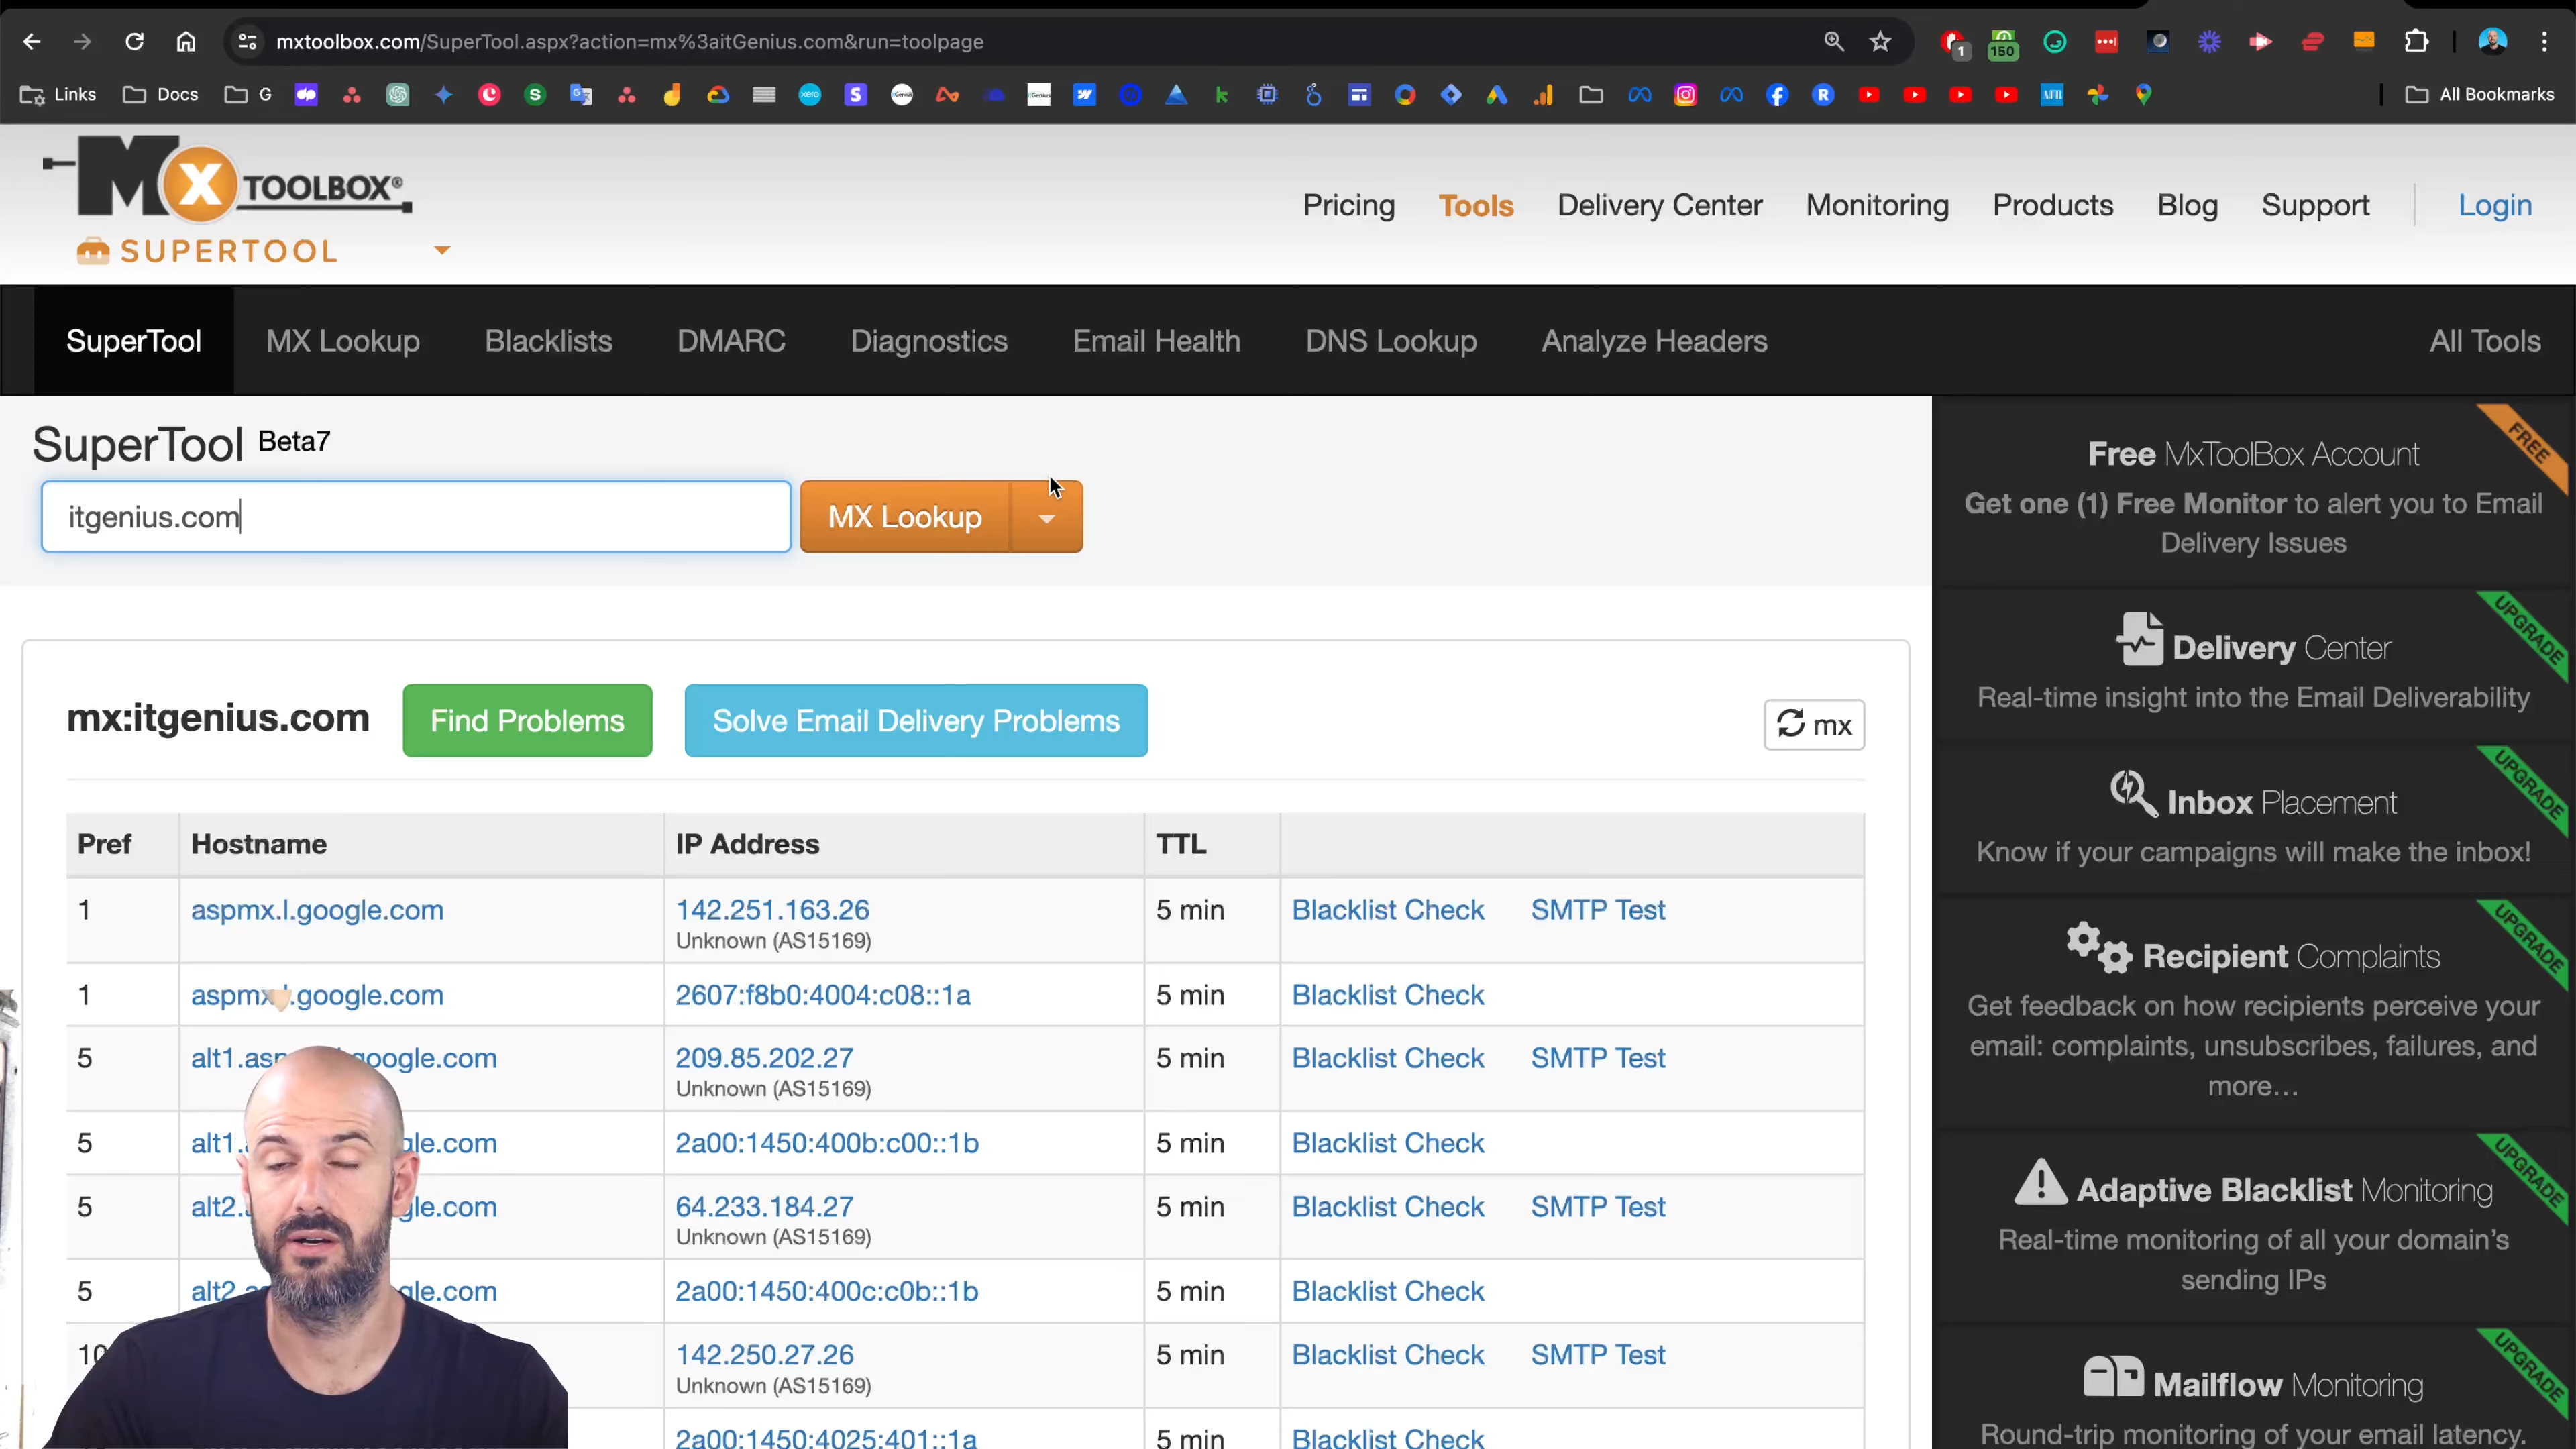 mxtoolbox.com/SuperTool.aspx?action=mx%3aitGenius.com&run=toolpage
1
150
Links
Docs
G
All Bookmarks
MX TOOLBOX®
SUPERTOOL
Pricing
Tools
Delivery Center
Monitoring
Products
Blog
Support
Login
SuperTool
MX Lookup
Blacklists
DMARC
Diagnostics
Email Health
DNS Lookup
Analyze Headers
All Tools
SuperTool Beta7
itgenius.com
MX Lookup
mx:itgenius.com
Find Problems
Solve Email Delivery Problems
mx
Pref Hostname IP Address TTL
1 aspmx.l.google.com 142.251.163.26 5 min Blacklist Check SMTP Test
Unknown (AS15169)
1 aspmx.l.google.com 2607:f8b0:4004:c08::1a 5 min Blacklist Check
5 google.com 209.85.202.27 5 min Blacklist Check SMTP Test
Unknown (AS15169)
5 2a00:1450:400b:c00::1b 5 min Blacklist Check
5 64.233.184.27 5 min Blacklist Check SMTP Test
Unknown (AS15169)
5 2a00:1450:400c:c0b::1b 5 min Blacklist Check
10 142.250.27.26 5 min Blacklist Check SMTP Test
Unknown (AS15169)
2a00:1450:4025:401::1a 5 min Blacklist Check
FREE
Free MxToolBox Account
Get one (1) Free Monitor to alert you to Email
Delivery Issues
UPGRADE
Delivery Center
Real-time insight into the Email Deliverability
UPGRADE
Inbox Placement
Know if your campaigns will make the inbox!
UPGRADE
Recipient Complaints
Get feedback on how recipients perceive your
email: complaints, unsubscribes, failures, and
more...
UPGRADE
Adaptive Blacklist Monitoring
Real-time monitoring of all your domain's
sending IPs
UPGRADE
Mailflow Monitoring
Round-trip monitoring of your email latency.